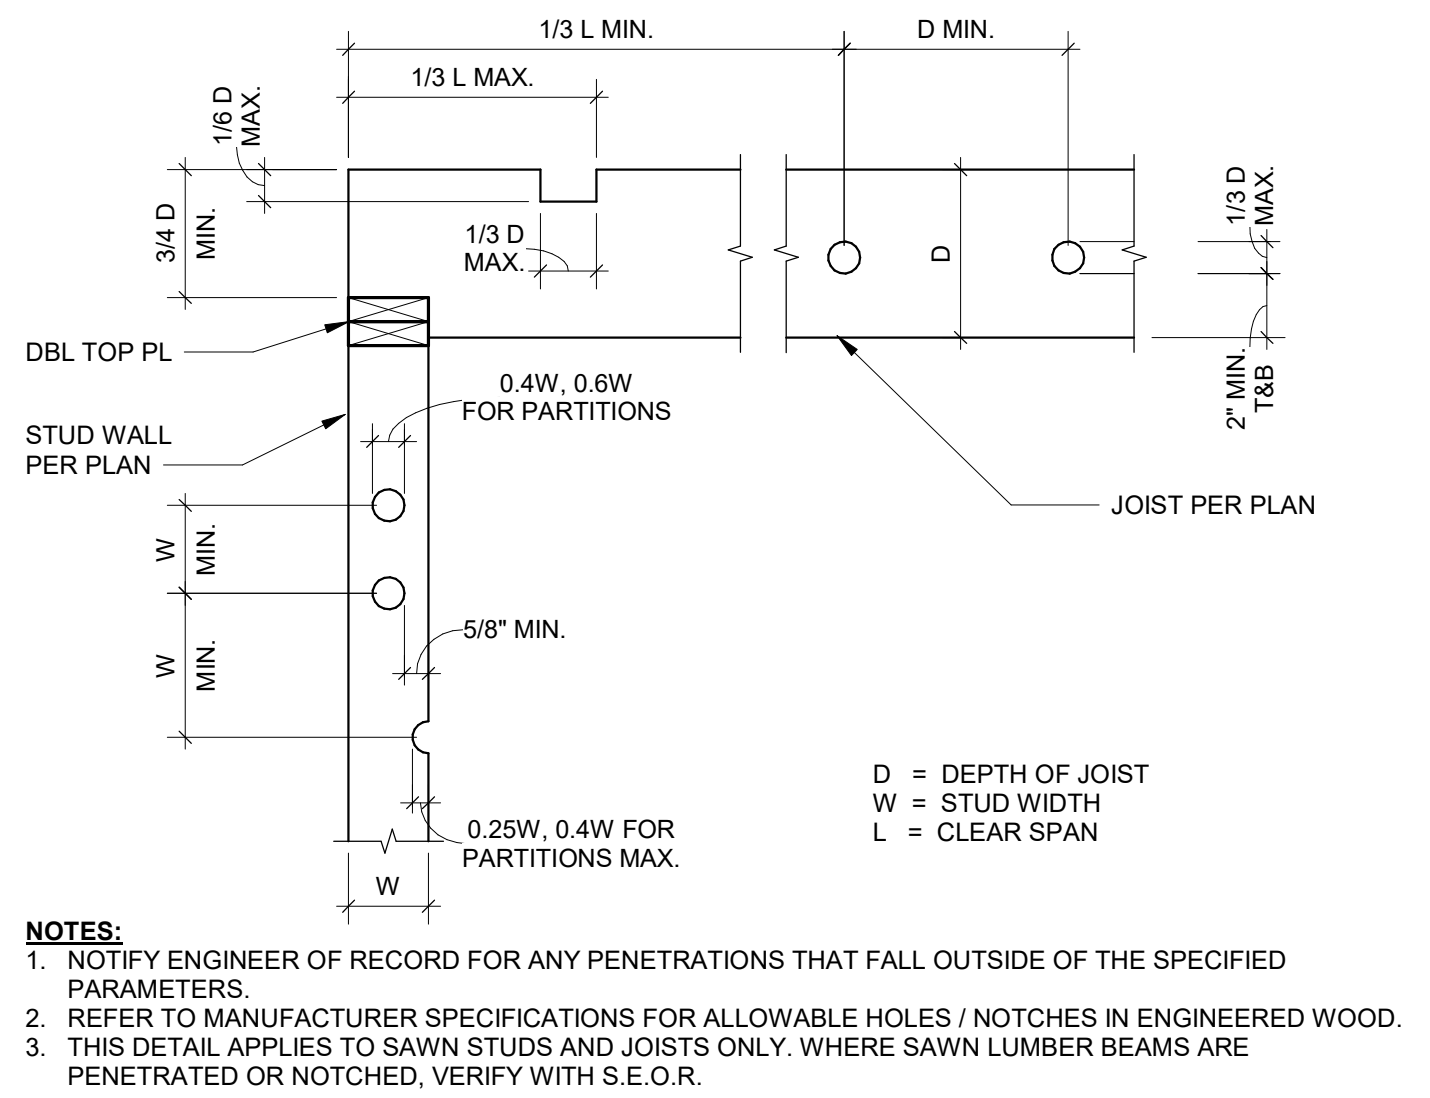 1/3 L MIN.
D MIN.
1/3 L MAX.
1/6 D
MAX.
3/4 D
MIN.
1/3 D
MAX.
D
1/3 D
MAX.
2" MIN.
T&B
DBL TOP PL
0.4W, 0.6W
FOR PARTITIONS
STUD WALL
PER PLAN
JOIST PER PLAN
W
MIN.
W
MIN.
5/8" MIN.
D = DEPTH OF JOIST
W = STUD WIDTH
L = CLEAR SPAN
0.25W, 0.4W FOR
PARTITIONS MAX.
W
NOTES:
1. NOTIFY ENGINEER OF RECORD FOR ANY PENETRATIONS THAT FALL OUTSIDE OF THE SPECIFIED
PARAMETERS.
2. REFER TO MANUFACTURER SPECIFICATIONS FOR ALLOWABLE HOLES / NOTCHES IN ENGINEERED WOOD.
3. THIS DETAIL APPLIES TO SAWN STUDS AND JOISTS ONLY. WHERE SAWN LUMBER BEAMS ARE
PENETRATED OR NOTCHED, VERIFY WITH S.E.O.R.